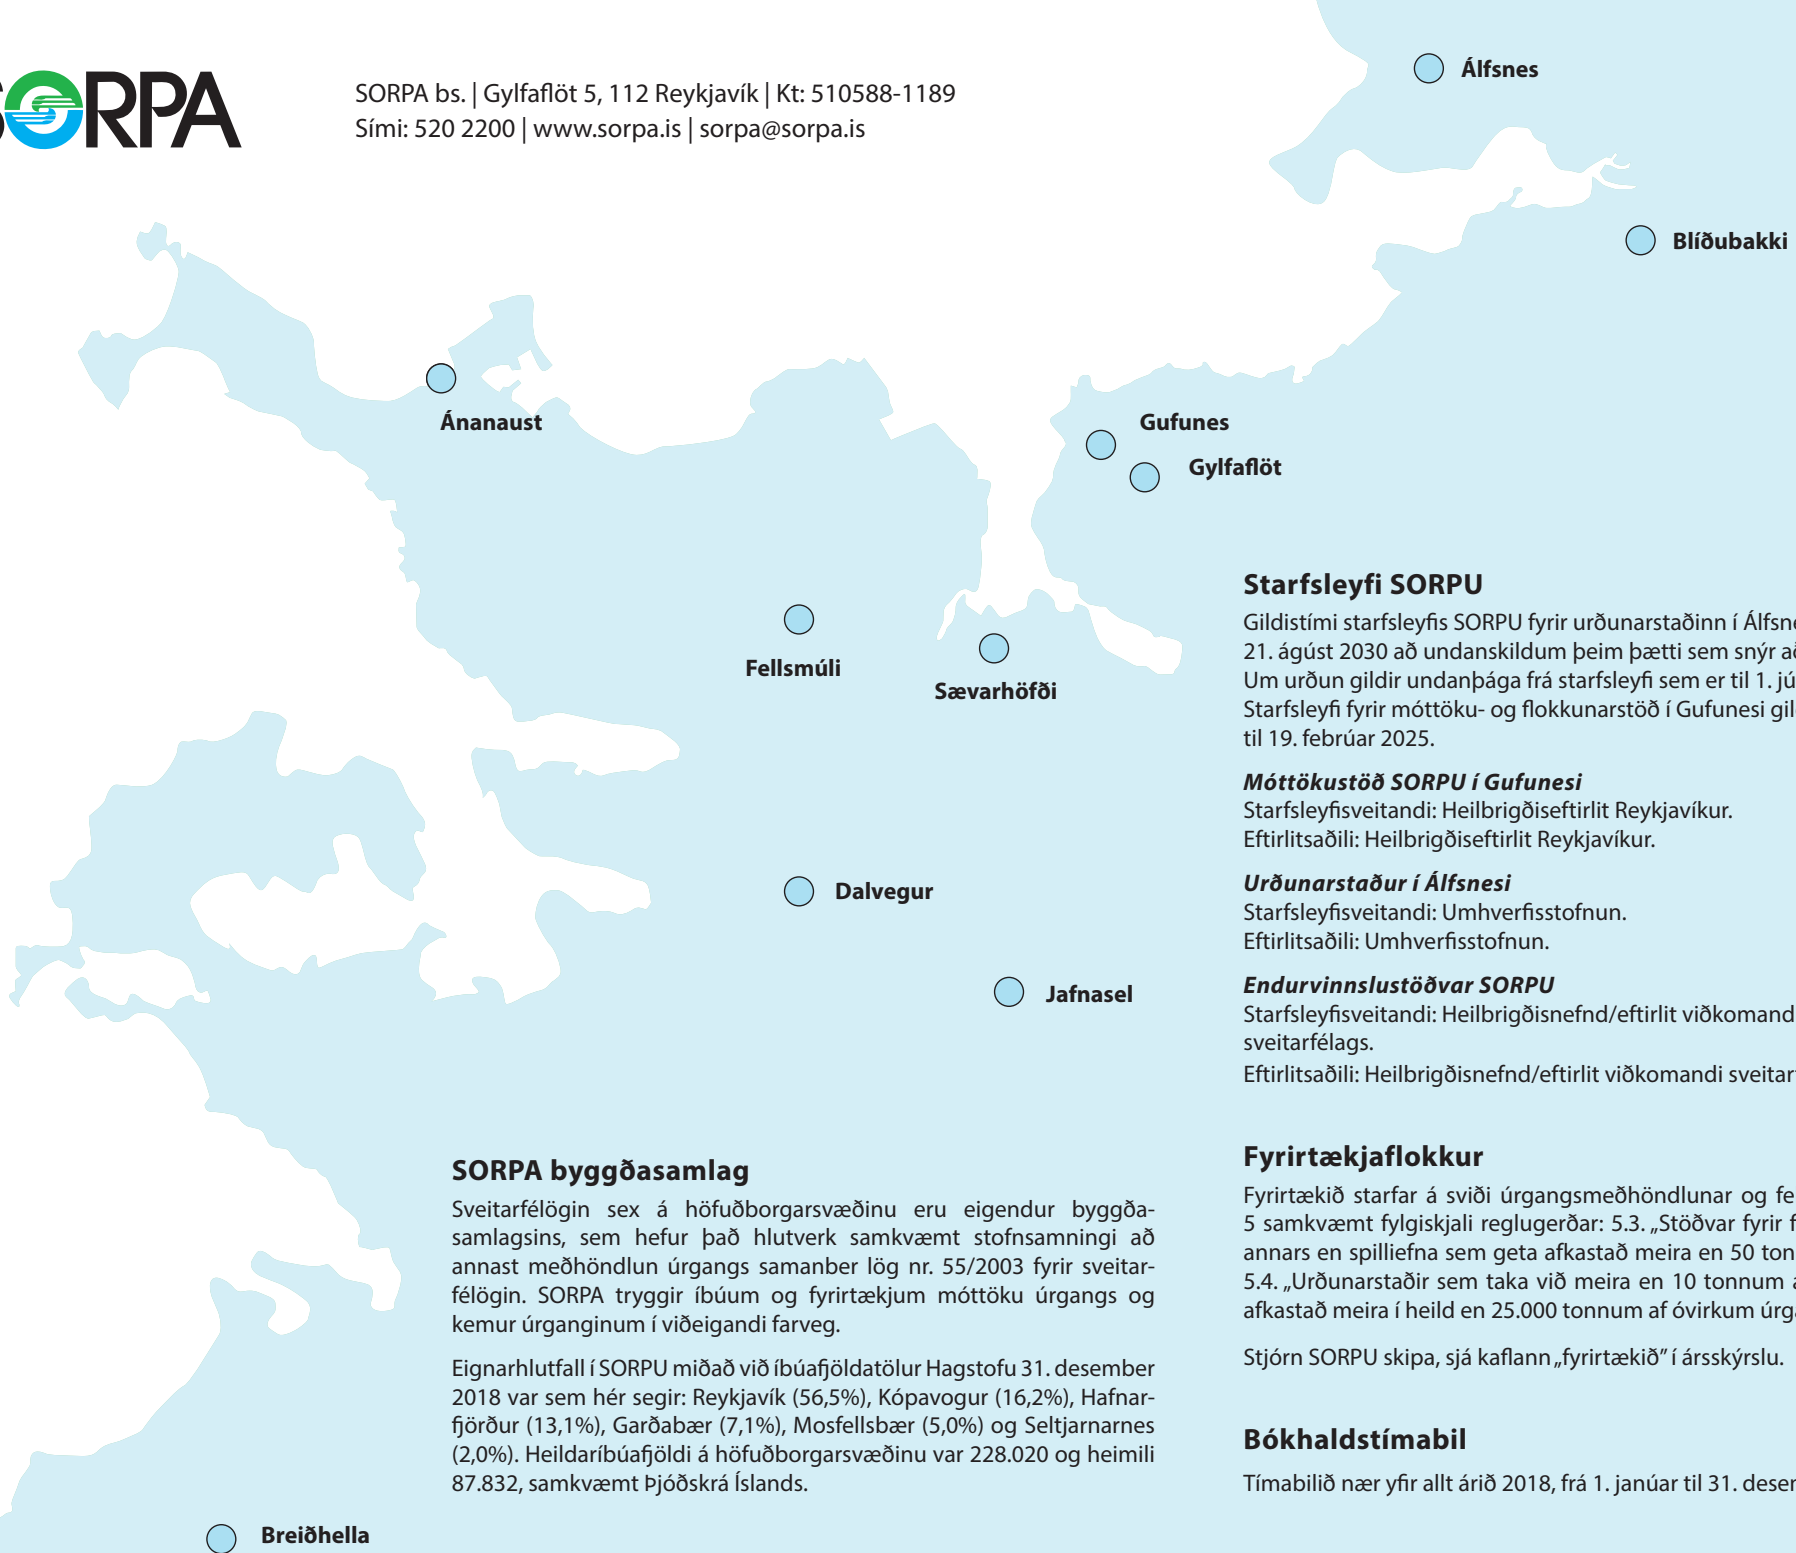 SORPA
SORPA bs. | Gylfaflöt 5, 112 Reykjavík | Kt: 510588-1189
Sími: 520 2200 | www.sorpa.is | sorpa@sorpa.is
Álfsnes
Blíðubakki
Ánanaust
Gufunes
Gylfaflöt
Fellsmúli
Sævarhöfði
Dalvegur
Jafnasel
Breiðhella
SORPA byggðasamlag
Sveitarfélögin sex á höfuðborgarsvæðinu eru eigendur byggða-
samlagsins, sem hefur það hlutverk samkvæmt stofnsamningi að
annast meðhöndlun úrgangs samanber lög nr. 55/2003 fyrir sveitar-
félögin. SORPA tryggir íbúum og fyrirtækjum móttöku úrgangs og
kemur úrganginum í viðeigandi farveg.
Eignarhlutfall í SORPU miðað við íbúafjöldatölur Hagstofu 31. desember
2018 var sem hér segir: Reykjavík (56,5%), Kópavogur (16,2%), Hafnar-
fjörður (13,1%), Garðabær (7,1%), Mosfellsbær (5,0%) og Seltjarnarnes
(2,0%). Heildaríbúafjöldi á höfuðborgarsvæðinu var 228.020 og heimili
87.832, samkvæmt Þjóðskrá Íslands.
Starfsleyfi SORPU
Gildistími starfsleyfis SORPU fyrir urðunarstaðinn í
21. ágúst 2030 að undanskildum þeim þætti sem snýr
Um urðun gildir undanþága frá starfsleyfi sem er til 1.
Starfsleyfi fyrir móttöku- og flokkunarstöð í Gufunesi
til 19. febrúar 2025.
Móttökustöð SORPU í Gufunesi
Starfsleyfisveitandi: Heilbrigðiseftirlit Reykjavíkur.
Eftirlitsaðili: Heilbrigðiseftirlit Reykjavíkur.
Urðunarstaður í Álfsnesi
Starfsleyfisveitandi: Umhverfisstofnun.
Eftirlitsaðili: Umhverfisstofnun.
Endurvinnslustöðvar SORPU
Starfsleyfisveitandi: Heilbrigðisnefnd/eftirlit viðkomand
sveitarfélags.
Eftirlitsaðili: Heilbrigðisnefnd/eftirlit viðkomandi
Fyrirtækjaflokkur
Fyrirtækið starfar á sviði úrgangsmeðhöndlunar og
5 samkvæmt fylgiskjali reglugerðar: 5.3. „Stöðvar fyrir
annars en spilliefna sem geta afkastað meira en 50
5.4. „Urðunarstaðir sem taka við meira en 10 tonnum
afkastað meira í heild en 25.000 tonnum af óvirkum
Stjórn SORPU skipa, sjá kaflann „fyrirtækið” í ársskýrslu.
Bókhaldstímabil
Tímabilið nær yfir allt árið 2018, frá 1. janúar til 31.